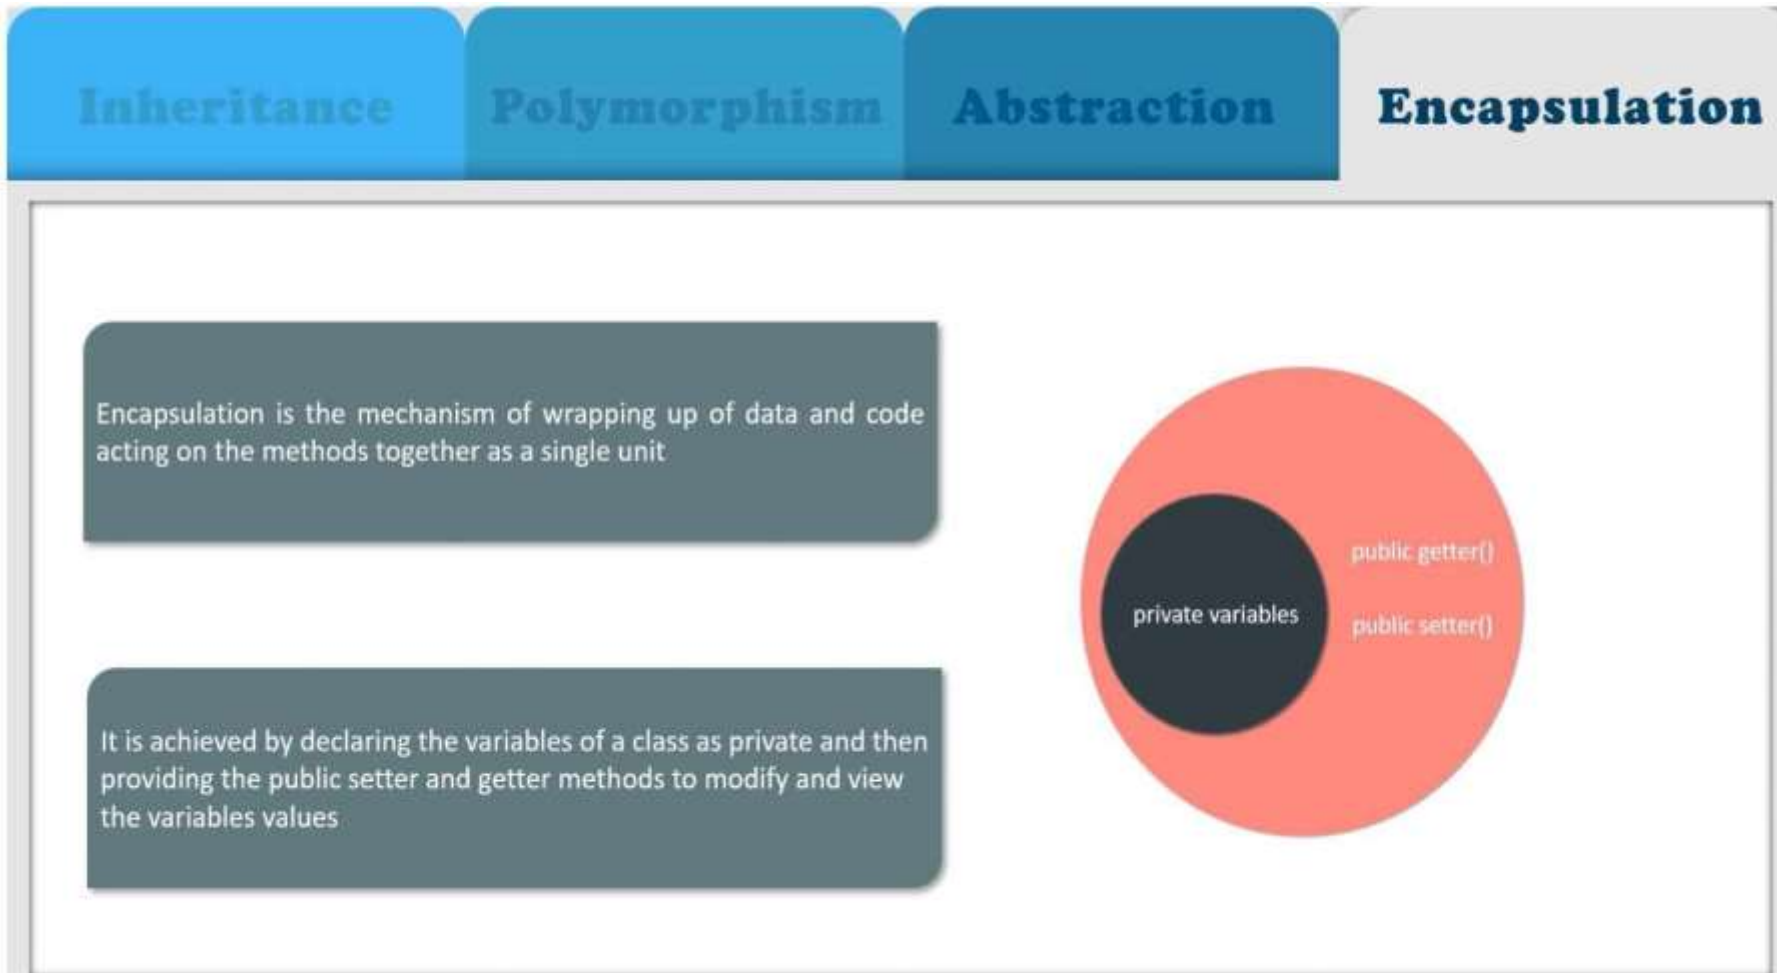 Inheritance
Polymorphism
Abstraction
Encapsulation
Encapsulation is the mechanism of wrapping up of data and code
acting on the methods together as a single unit
It is achieved by declaring the variables of a class as private and then
providing the public setter and getter methods to modify and view
the variables values
private variables
public getter()
public setter()